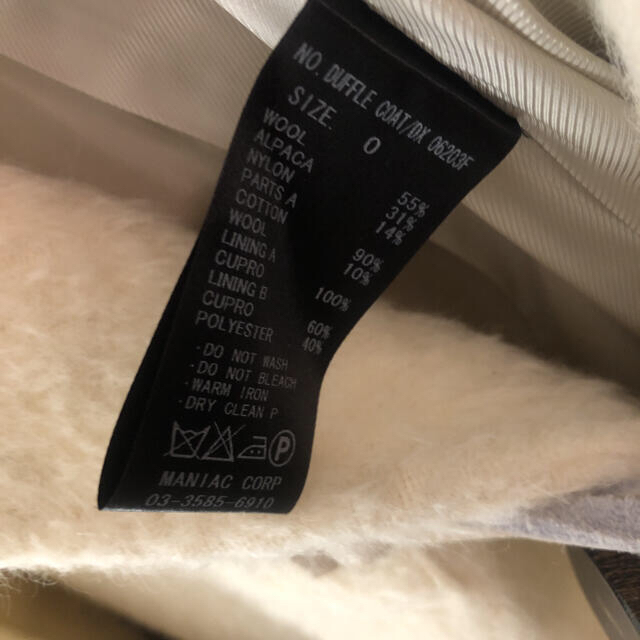 NO. DUFFLE COAT/DX 06203F
SIZE 0
WOOL 55%
ALPACA 31%
NYLON 14%
PARTS A
COTTON 90%
WOOL 10%
LINING A
CUPRO 100%
LINING B
CUPRO 60%
POLYESTER 40%
- DO NOT WASH
- DO NOT BLEACH
- WARM IRON
- DRY CLEAN P
P
MANIAC CORP
03-3585-6910